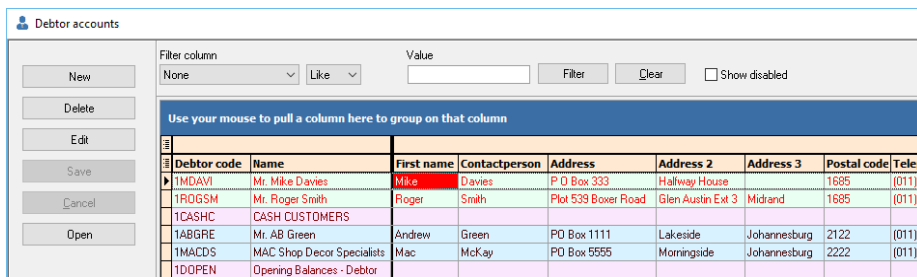 Debtor accounts
New
Delete
Edit
Save
Cancel
Open
Filter column Value
None Like Filter Clear Show disabled
Use your mouse to pull a column here to group on that column
Debtor code Name First name Contactperson Address Address 2 Address 3 Postal code Tele
1MDAVI Mr. Mike Davies Mike Davies P O Box 333 Halfway House 1685 (011)
1ROGSM Mr. Roger Smith Roger Smith Plot 539 Boxer Road Glen Austin Ext 3 Midrand 1685 (011)
1CASHC CASH CUSTOMERS
1ABGRE Mr. AB Green Andrew Green PO Box 1111 Lakeside Johannesburg 2122 (011)
1MACDS MAC Shop Decor Specialists Mac McKay PO Box 5555 Morningside Johannesburg 2222 (011)
1DOPEN Opening Balances - Debtor